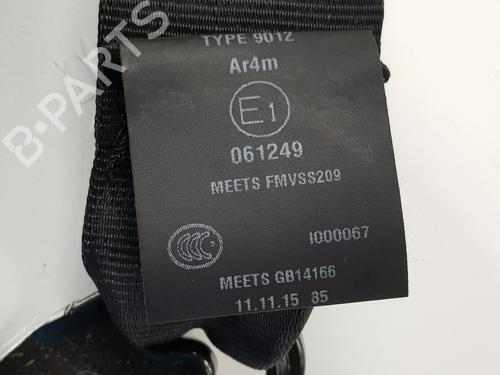 TYPE 9012
Ar4m
E1
061249
MEETS FMVSS209
CCC
I000067
MEETS GB14166
11.11.15 85
B-PARTS